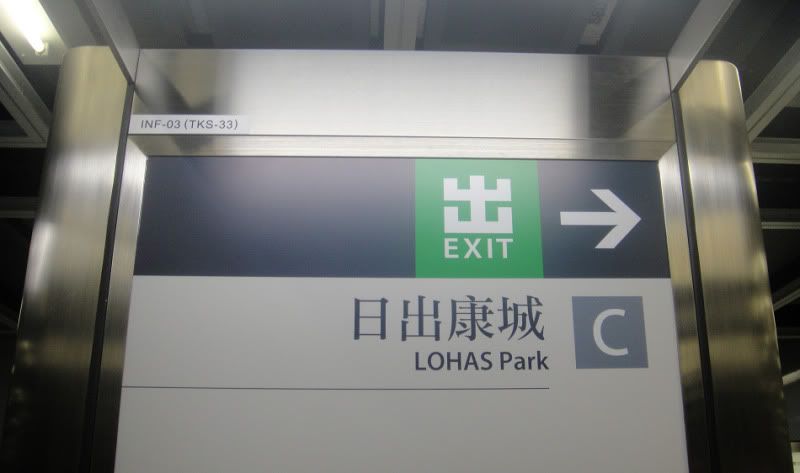 INF-03 (TKS-33)
出
EXIT
日出康城
LOHAS Park
C